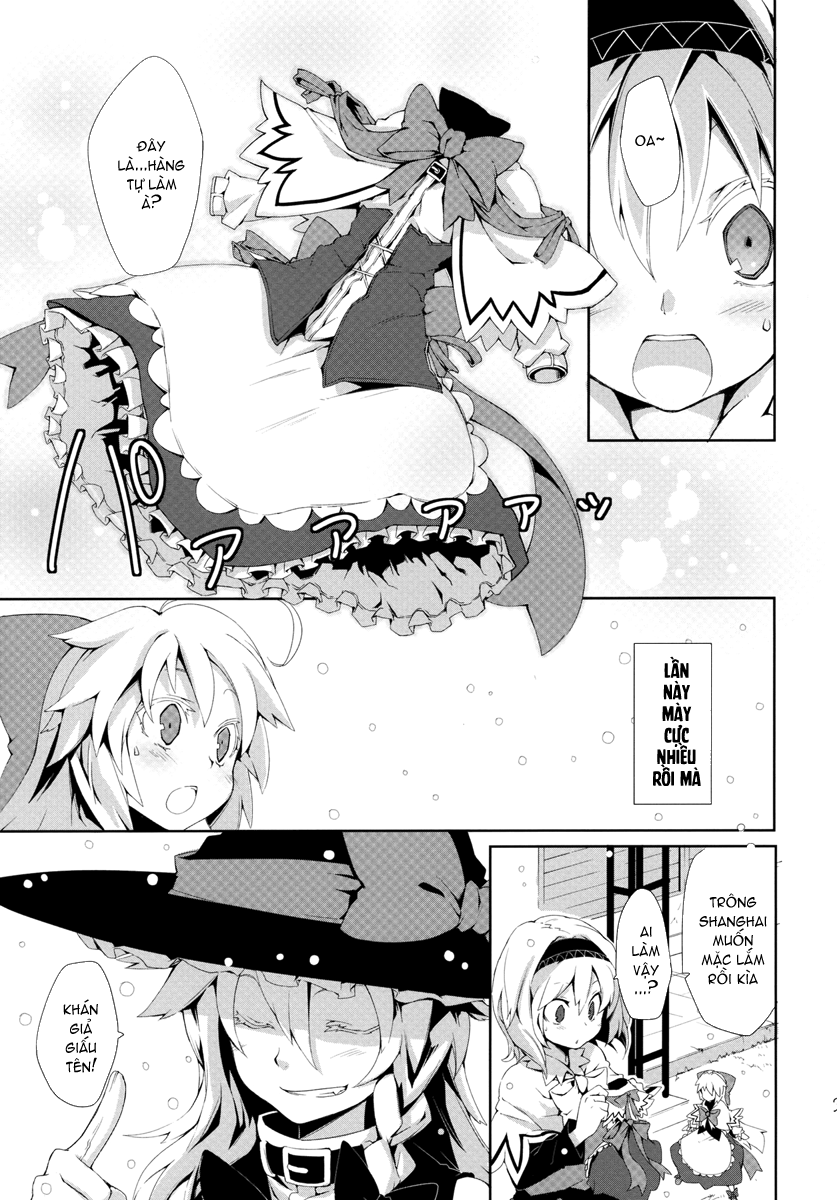 OA~
ĐÂY
LÀ...HÀNG
TỰ LÀM
À?
パアアアアッ
LẦN
NÀY
MÀY
CỰC
NHIỀU
RỒI MÀ
TRÔNG
SHANGHAI
MUỐN
MẶC LẮM
RỒI KÌA
AI
LÀM
VẬY
...?
KHÁN
GIẢ
GIẤU
TÊN!